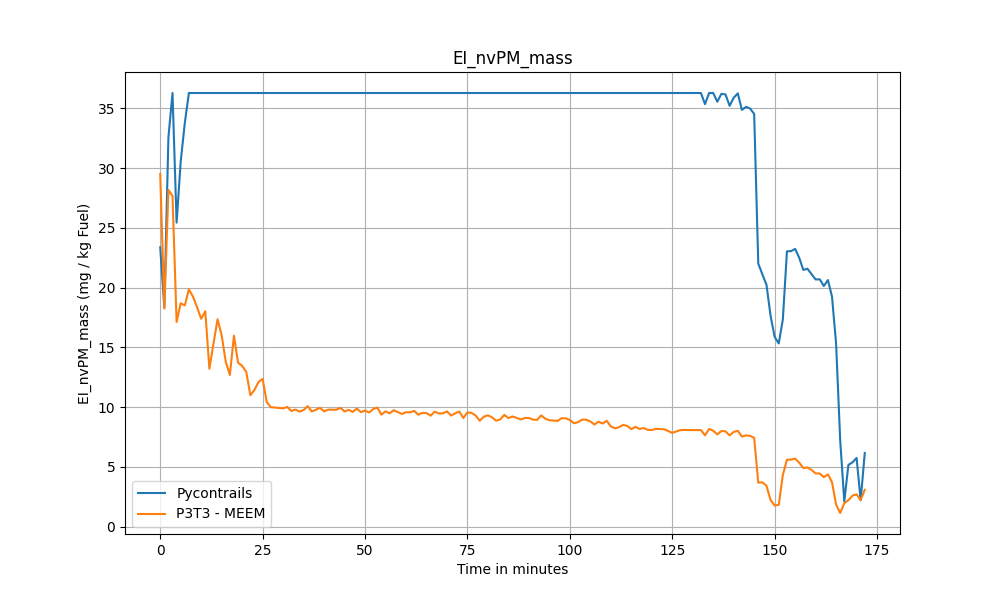 EI_nvPM_mass
EI_nvPM_mass (mg / kg Fuel)
35
30
25
20
15
10
5
0
Pycontrails
P3T3 - MEEM
0 25 50 75 100 125 150 175
Time in minutes